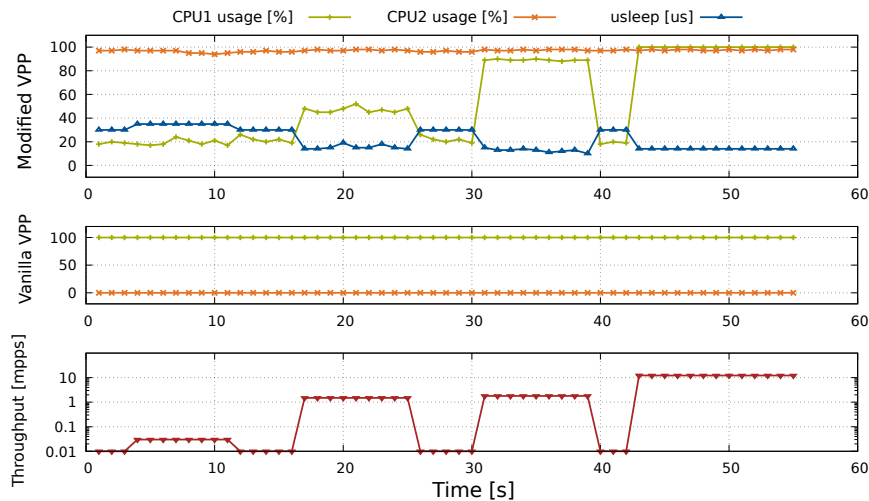 CPU1 usage [%] CPU2 usage [%] usleep [us]
Modified VPP
100
80
60
40
20
0
0 10 20 30 40 50 60
Vanilla VPP
100
50
0
0 10 20 30 40 50 60
Throughput [mpps]
10
1
0.1
0.01
0 10 20 30 40 50 60
Time [s]